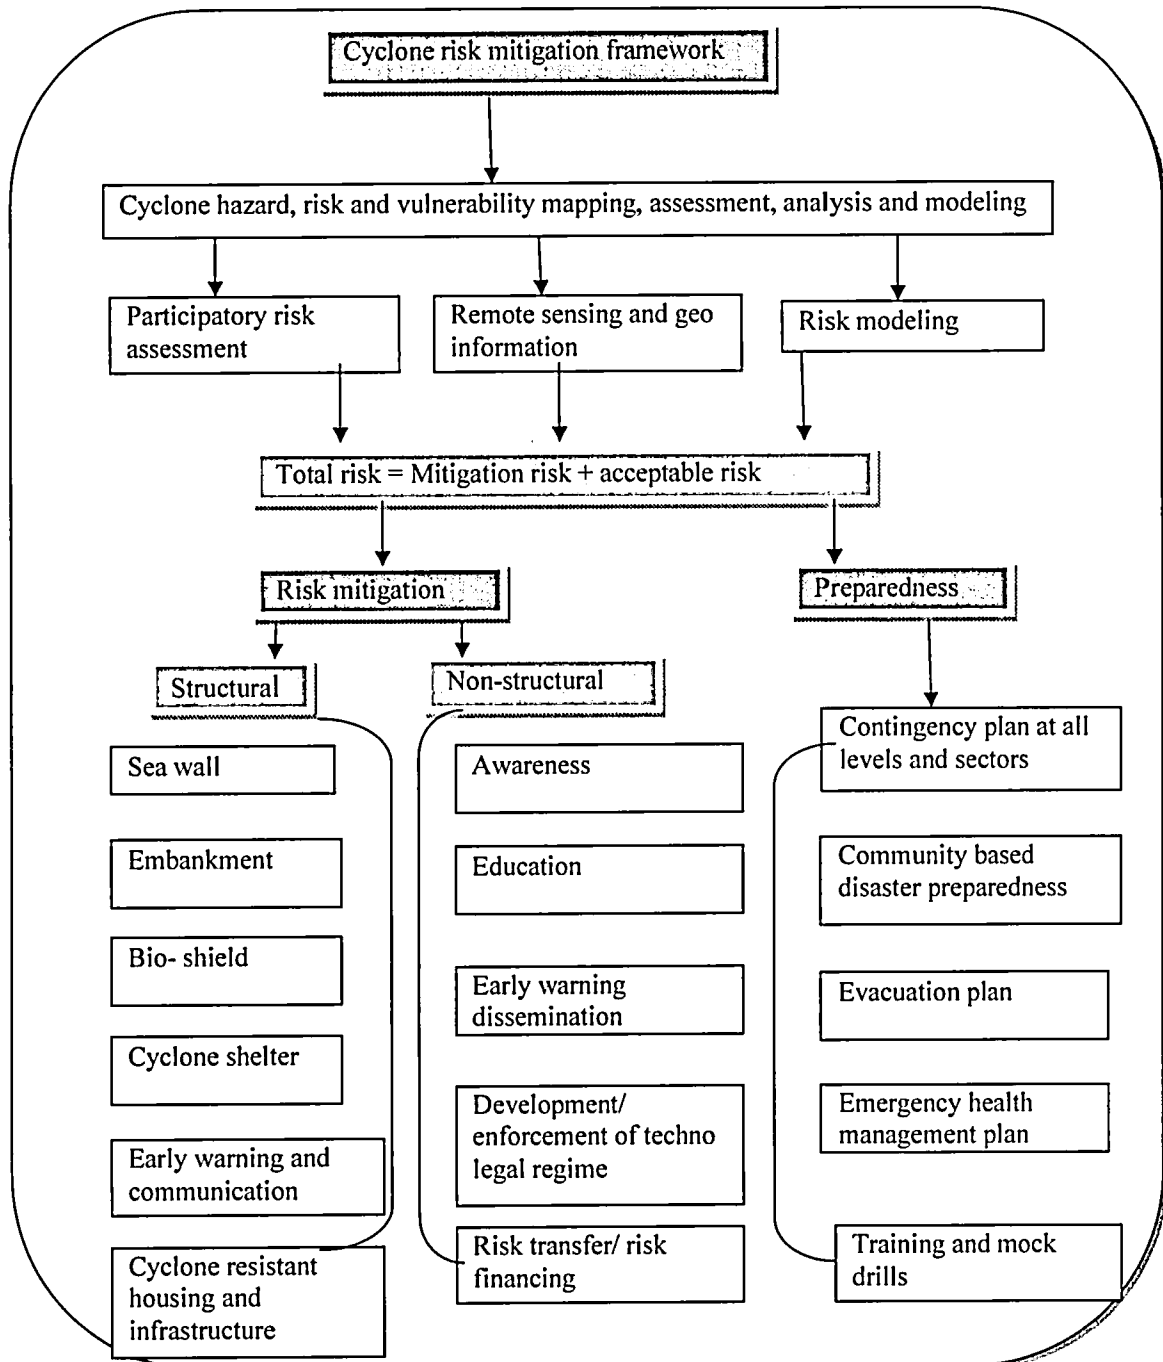 Cyclone risk mitigation framework
Cyclone hazard, risk and vulnerability mapping, assessment, analysis and modeling
Participatory risk
assessment
Remote sensing and geo
information
Risk modeling
Total risk = Mitigation risk + acceptable risk
Risk mitigation
Preparedness
Structural
Non-structural
Sea wall
Embankment
Bio- shield
Cyclone shelter
Early warning and
communication
Cyclone resistant
housing and
infrastructure
Awareness
Education
Early warning
dissemination
Development/
enforcement of techno
legal regime
Risk transfer/ risk
financing
Contingency plan at all
levels and sectors
Community based
disaster preparedness
Evacuation plan
Emergency health
management plan
Training and mock
drills